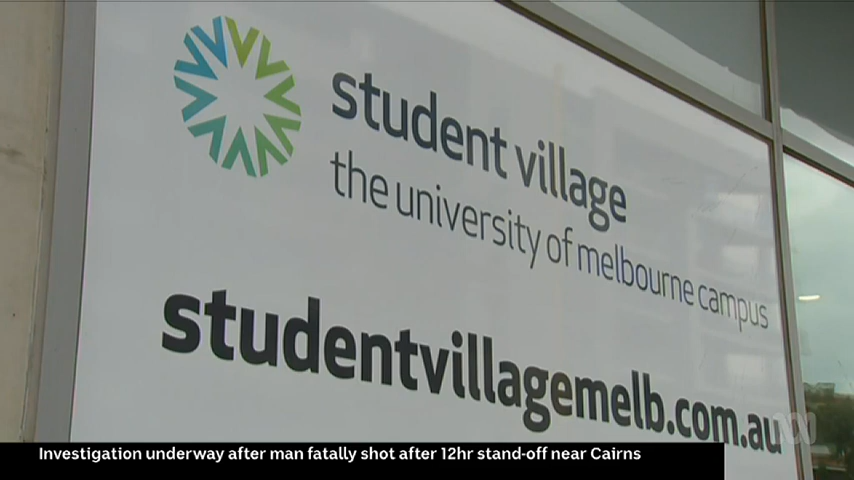 student village
the university of melbourne campus
studentvillagemelb.com.au
Investigation underway after man fatally shot after 12hr stand-off near Cairns